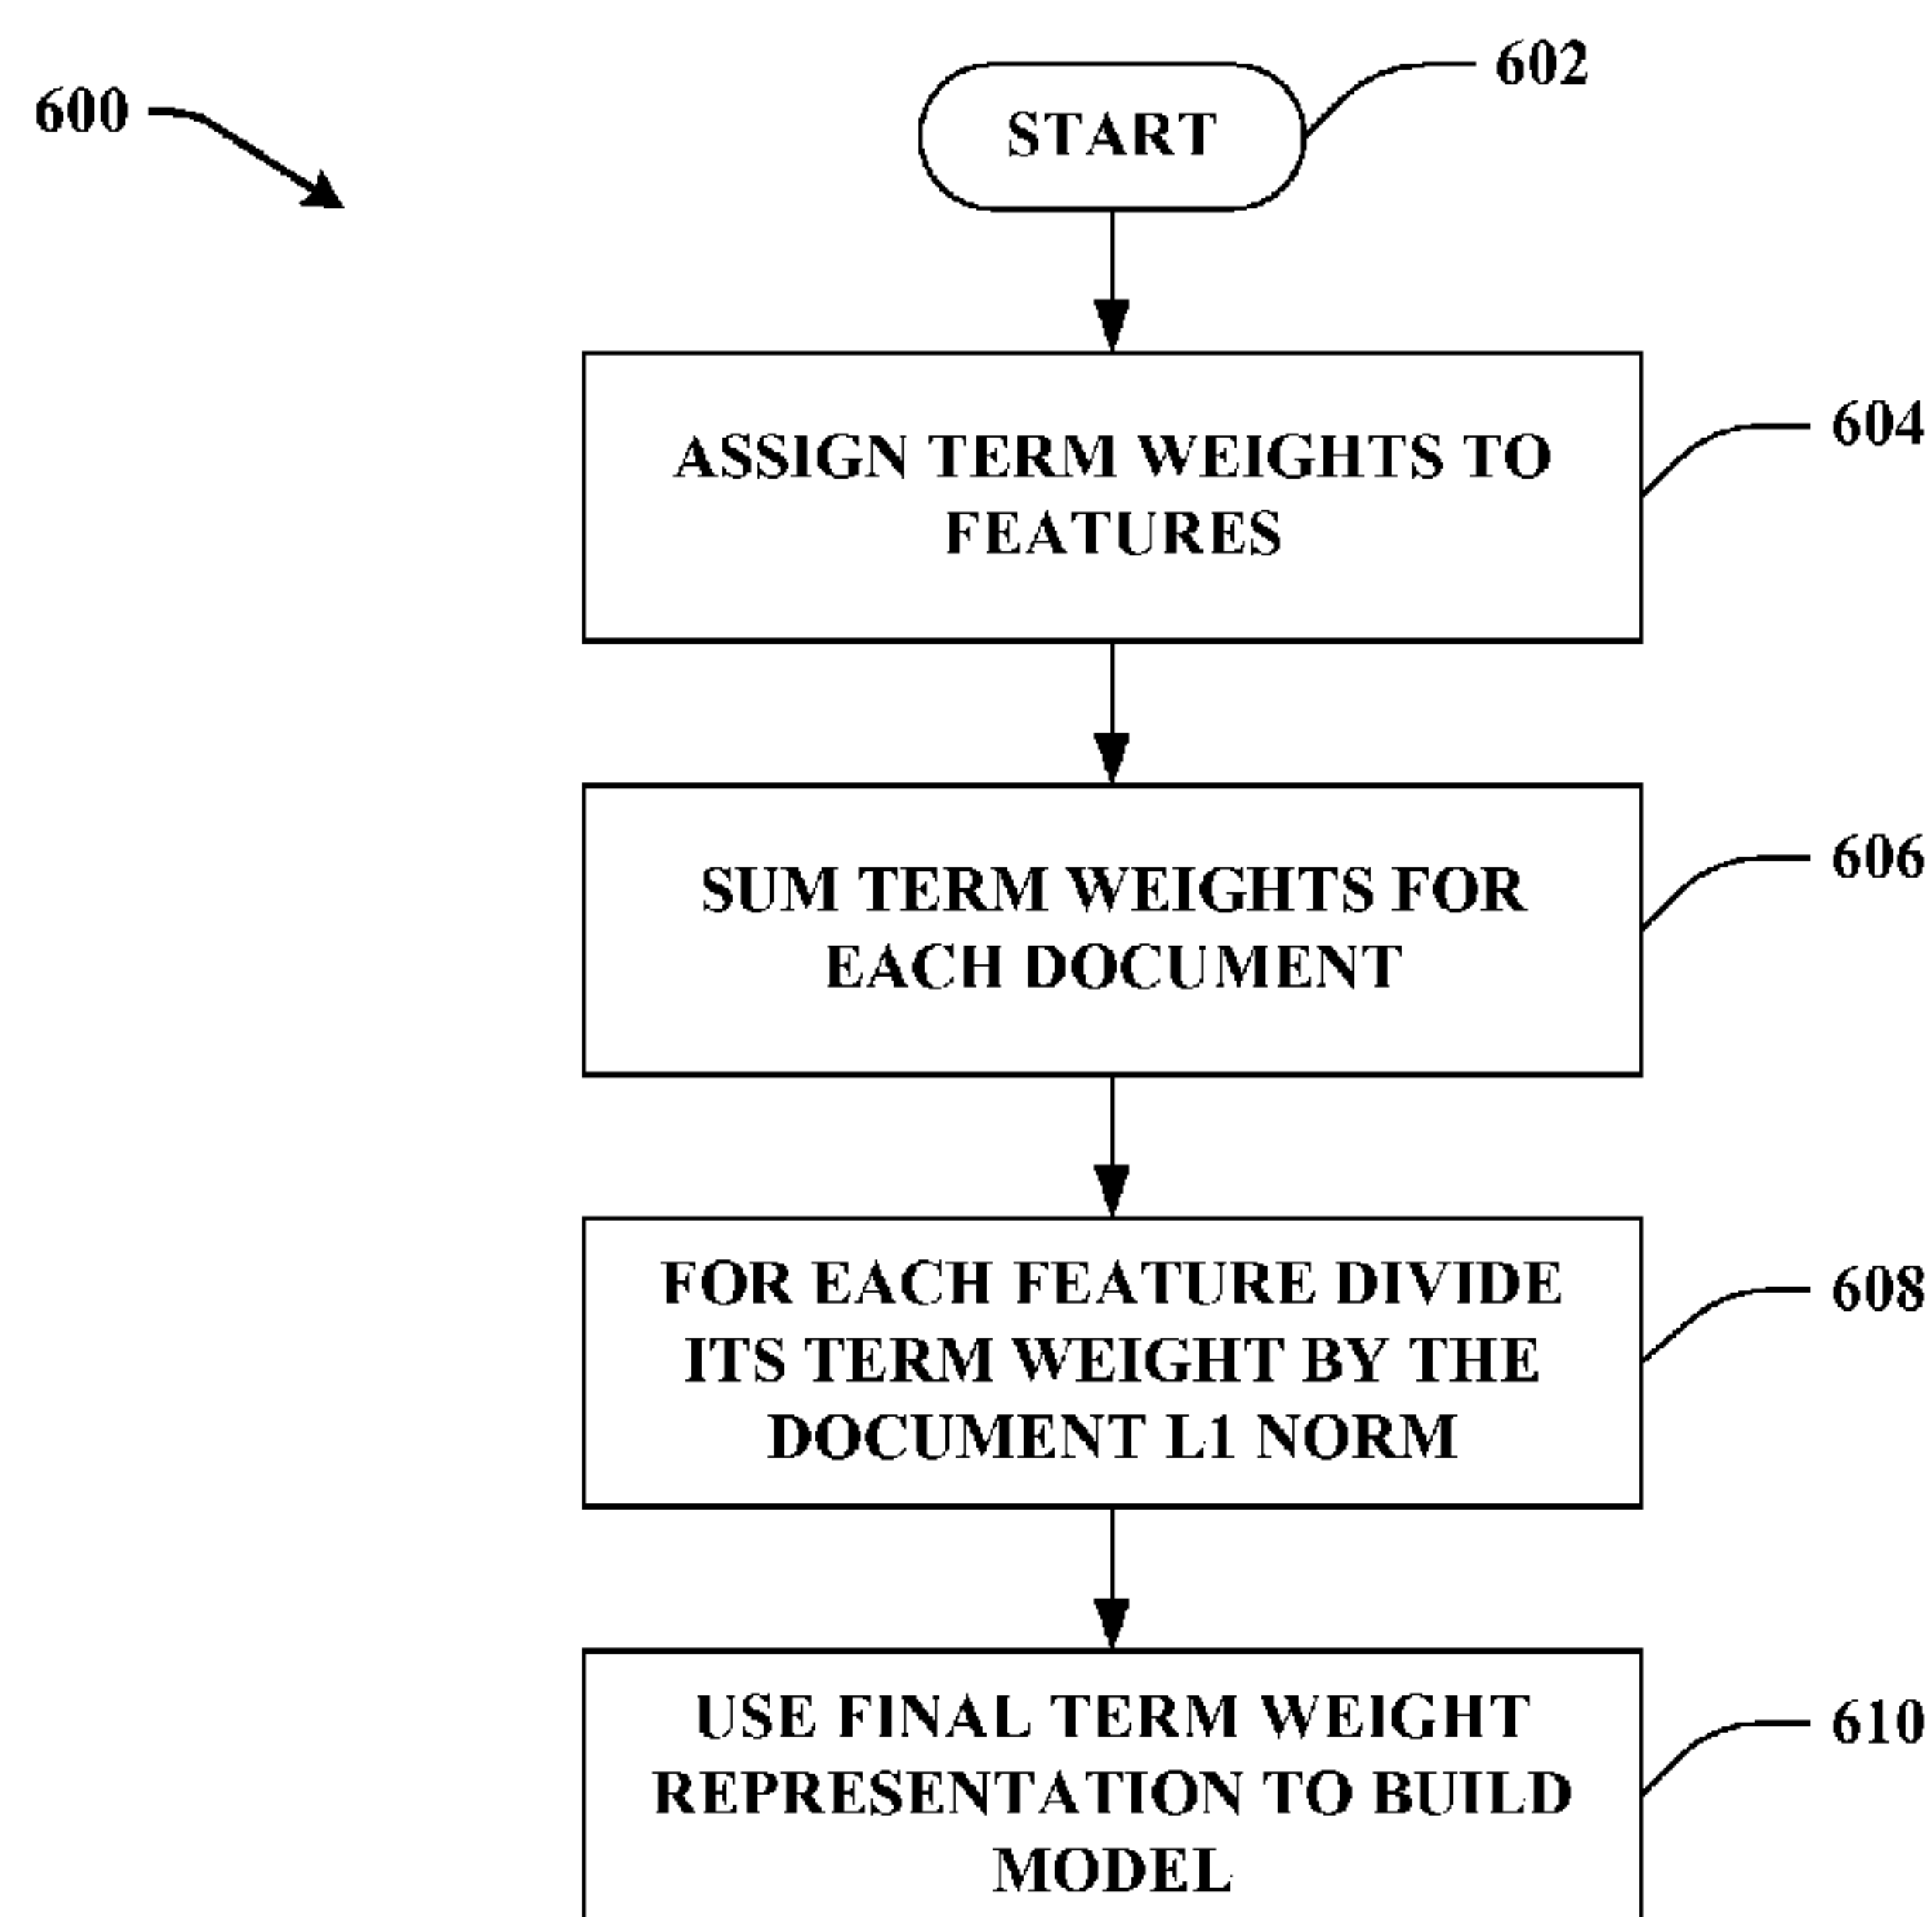 600
START
602
ASSIGN TERM WEIGHTS TO
FEATURES
604
SUM TERM WEIGHTS FOR
EACH DOCUMENT
606
FOR EACH FEATURE DIVIDE
ITS TERM WEIGHT BY THE
DOCUMENT L1 NORM
608
USE FINAL TERM WEIGHT
REPRESENTATION TO BUILD
MODEL
610